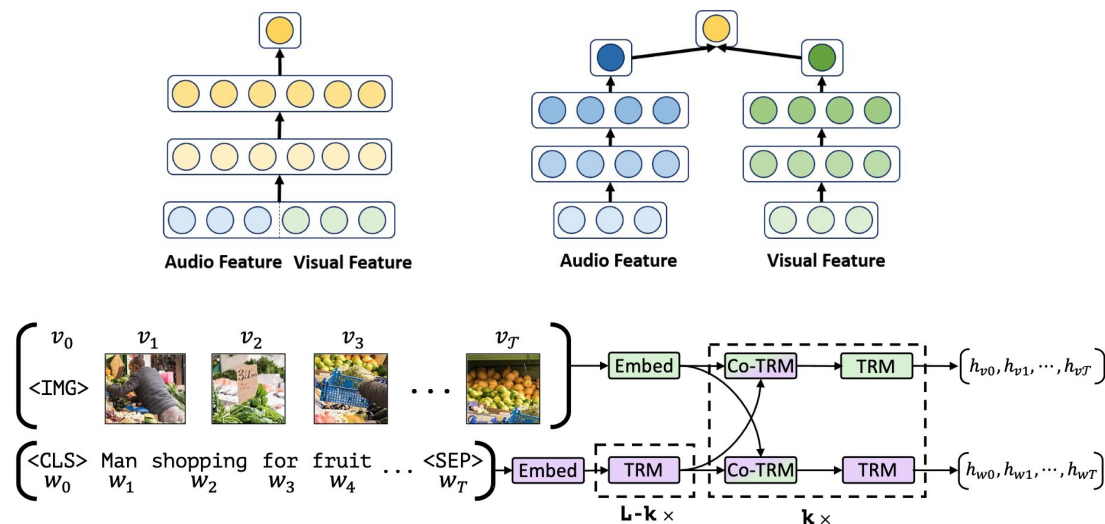 Audio Feature Visual Feature
Audio Feature
Visual Feature
v₀ v₁ v₂ v₃ v𝒯
<IMG> . . .
Embed
Co-TRM
TRM
{h_{v0}, h_{v1}, ⋯, h_{v𝒯}}
<CLS> Man shopping for fruit ... <SEP>
w₀ w₁ w₂ w₃ w₄ w_T
Embed
TRM
Co-TRM
TRM
{h_{w0}, h_{w1}, ⋯, h_{wT}}
L-k ×
k ×